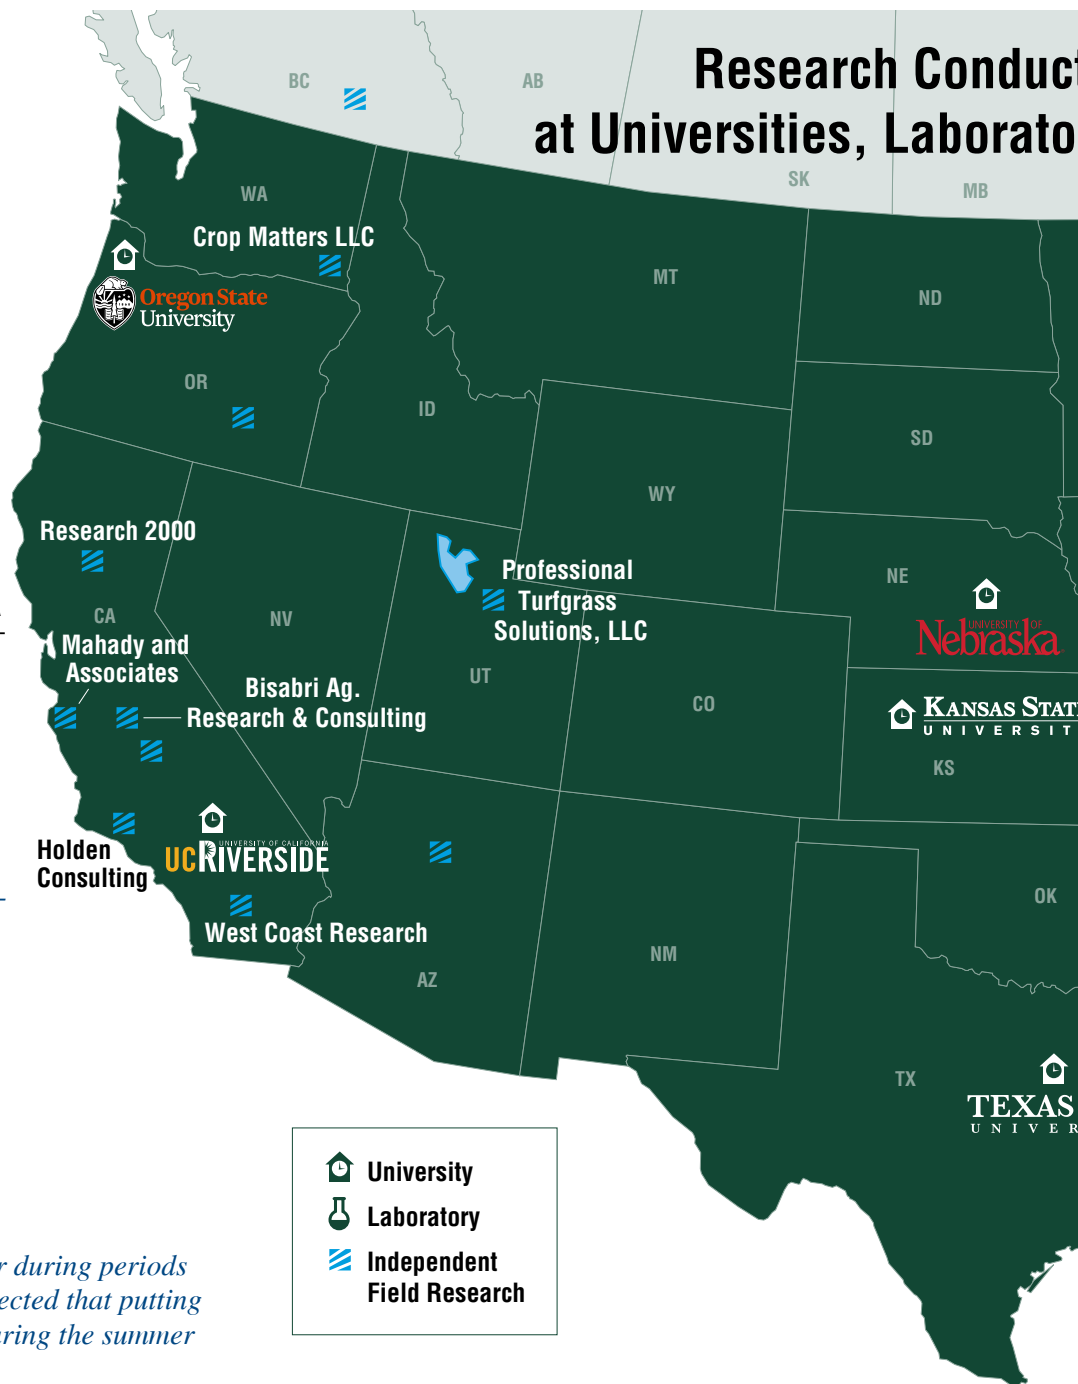 Research Conduct
at Universities, Laborato
BC
AB
SK
MB
WA
Crop Matters LLC
MT
ND
Oregon State
University
OR
ID
SD
WY
Research 2000
NE
Professional
Turfgrass
Solutions, LLC
CA
NV
UNIVERSITY OF
Nebraska
Mahady and
Associates
UT
Bisabri Ag.
Research & Consulting
CO
KANSAS STAT
UNIVERSIT
KS
UNIVERSITY OF CALIFORNIA
UC RIVERSIDE
Holden
Consulting
OK
West Coast Research
NM
AZ
TX
TEXAS
UNIVER
University
Laboratory
Independent
Field Research
r during periods
ected that putting
uring the summer